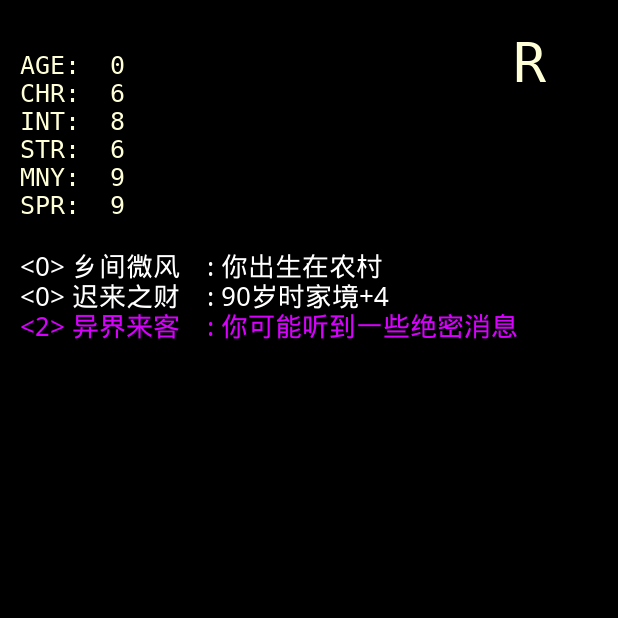 R
AGE: 0
CHR: 6
INT: 8
STR: 6
MNY: 9
SPR: 9
<0> 乡间微风 : 你出生在农村
<0> 迟来之财 : 90岁时家境+4
<2> 异界来客 : 你可能听到一些绝密消息